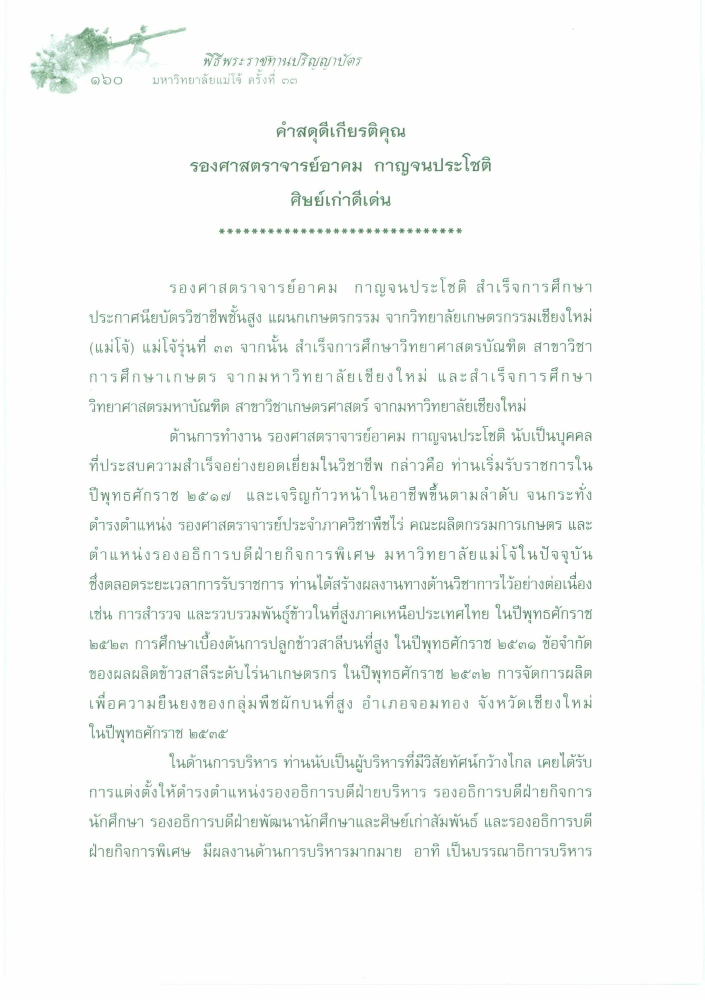 พิธีพระราชทานปริญญาบัตร
๑๖๐ มหาวิทยาลัยแม่โจ้ ครั้งที่ ๓๓
คำสดุดีเกียรติคุณ
รองศาสตราจารย์อาคม กาญจนประโชติ
ศิษย์เก่าดีเด่น
******************************
รองศาสตราจารย์อาคม กาญจนประโชติ สำเร็จการศึกษา
ประกาศนียบัตรวิชาชีพชั้นสูง แผนกเกษตรกรรม จากวิทยาลัยเกษตรกรรมเชียงใหม่
(แม่โจ้) แม่โจ้รุ่นที่ ๓๓ จากนั้น สำเร็จการศึกษาวิทยาศาสตรบัณฑิต สาขาวิชา
การศึกษาเกษตร จากมหาวิทยาลัยเชียงใหม่ และสำเร็จการศึกษา
วิทยาศาสตรมหาบัณฑิต สาขาวิชาเกษตรศาสตร์ จากมหาวิทยาลัยเชียงใหม่
ด้านการทำงาน รองศาสตราจารย์อาคม กาญจนประโชติ นับเป็นบุคคล
ที่ประสบความสำเร็จอย่างยอดเยี่ยมในวิชาชีพ กล่าวคือ ท่านเริ่มรับราชการใน
ปีพุทธศักราช ๒๕๑๗ และเจริญก้าวหน้าในอาชีพขึ้นตามลำดับ จนกระทั่ง
ดำรงตำแหน่ง รองศาสตราจารย์ประจำภาควิชาพืชไร่ คณะผลิตกรรมการเกษตร และ
ตำแหน่งรองอธิการบดีฝ่ายกิจการพิเศษ มหาวิทยาลัยแม่โจ้ในปัจจุบัน
ซึ่งตลอดระยะเวลาการรับราชการ ท่านได้สร้างผลงานทางด้านวิชาการไว้อย่างต่อเนื่อง
เช่น การสำรวจ และรวบรวมพันธุ์ข้าวในที่สูงภาคเหนือประเทศไทย ในปีพุทธศักราช
๒๕๒๓ การศึกษาเบื้องต้นการปลูกข้าวสาลีบนที่สูง ในปีพุทธศักราช ๒๕๓๑ ข้อจำกัด
ของผลผลิตข้าวสาลีระดับไร่นาเกษตรกร ในปีพุทธศักราช ๒๕๓๒ การจัดการผลิต
เพื่อความยืนยงของกลุ่มพืชผักบนที่สูง อำเภอจอมทอง จังหวัดเชียงใหม่
ในปีพุทธศักราช ๒๕๓๕
ในด้านการบริหาร ท่านนับเป็นผู้บริหารที่มีวิสัยทัศน์กว้างไกล เคยได้รับ
การแต่งตั้งให้ดำรงตำแหน่งรองอธิการบดีฝ่ายบริหาร รองอธิการบดีฝ่ายกิจการ
นักศึกษา รองอธิการบดีฝ่ายพัฒนานักศึกษาและศิษย์เก่าสัมพันธ์ และรองอธิการบดี
ฝ่ายกิจการพิเศษ มีผลงานด้านการบริหารมากมาย อาทิ เป็นบรรณาธิการบริหาร